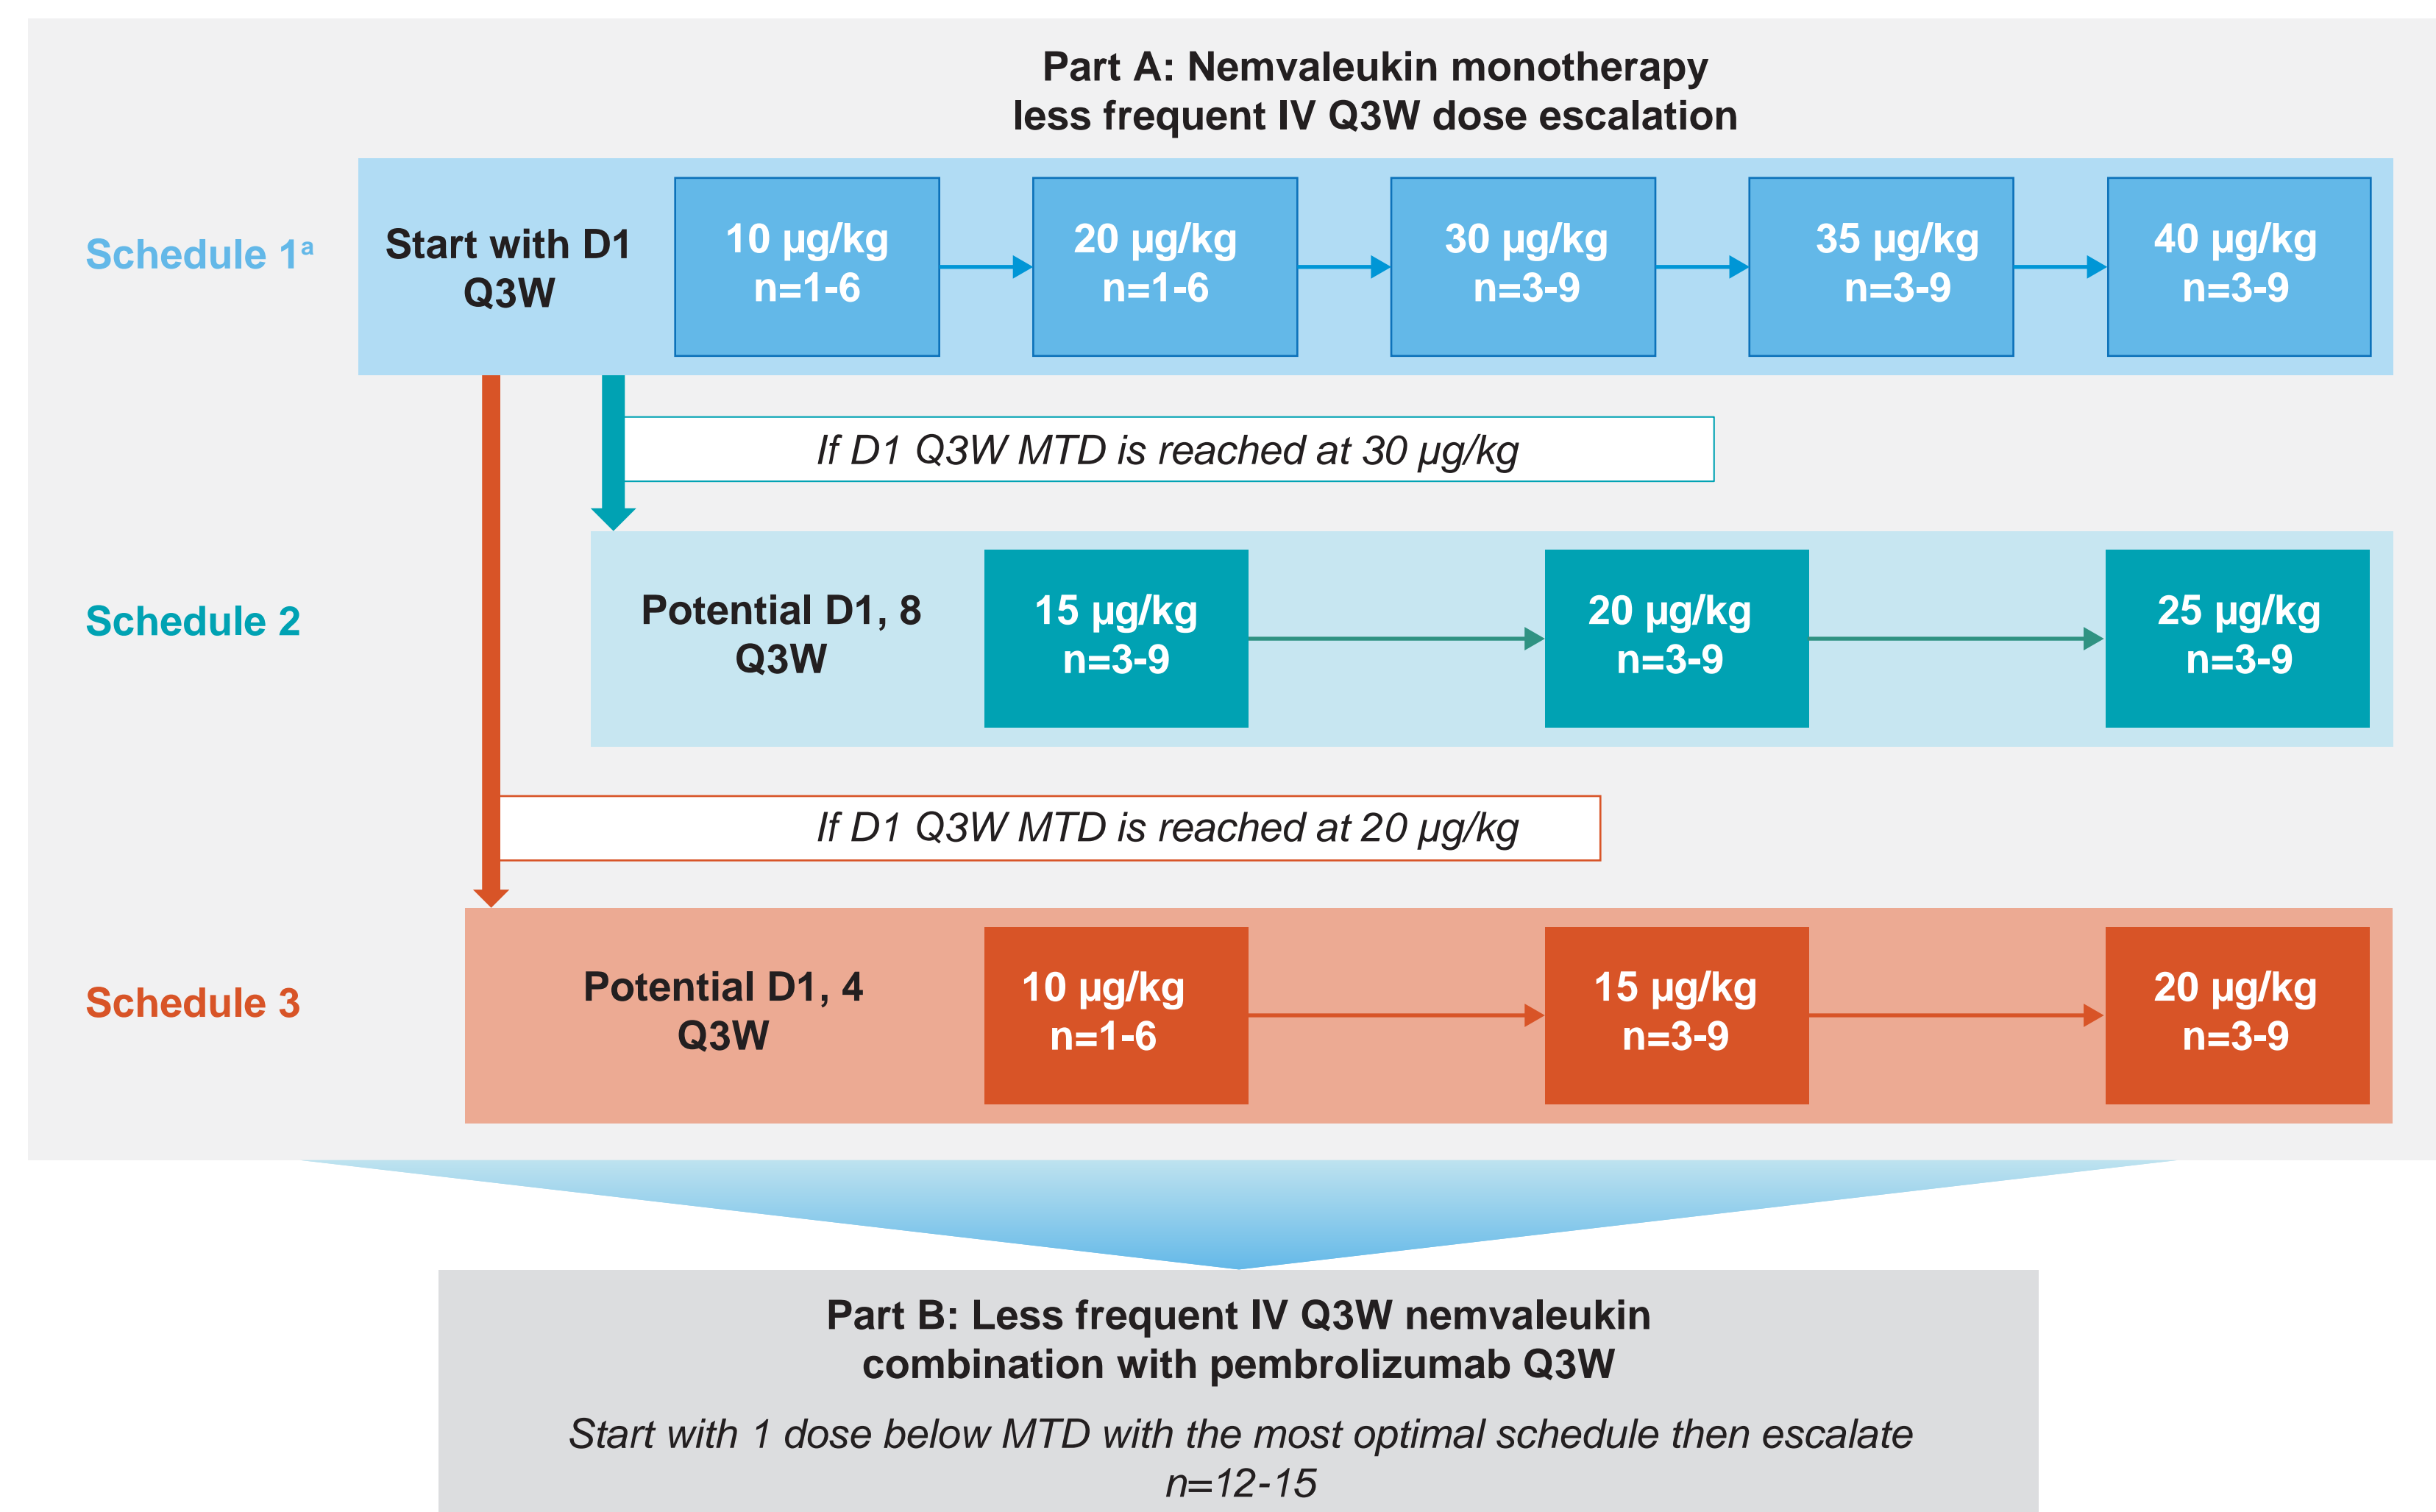 Part A: Nemvaleukin monotherapy
less frequent IV Q3W dose escalation
Schedule 1ª
Start with D1
Q3W
10 µg/kg
n=1-6
20 µg/kg
n=1-6
30 µg/kg
n=3-9
35 µg/kg
n=3-9
40 µg/kg
n=3-9
If D1 Q3W MTD is reached at 30 µg/kg
Schedule 2
Potential D1, 8
Q3W
15 µg/kg
n=3-9
20 µg/kg
n=3-9
25 µg/kg
n=3-9
If D1 Q3W MTD is reached at 20 µg/kg
Schedule 3
Potential D1, 4
Q3W
10 µg/kg
n=1-6
15 µg/kg
n=3-9
20 µg/kg
n=3-9
Part B: Less frequent IV Q3W nemvaleukin
combination with pembrolizumab Q3W
Start with 1 dose below MTD with the most optimal schedule then escalate
n=12-15